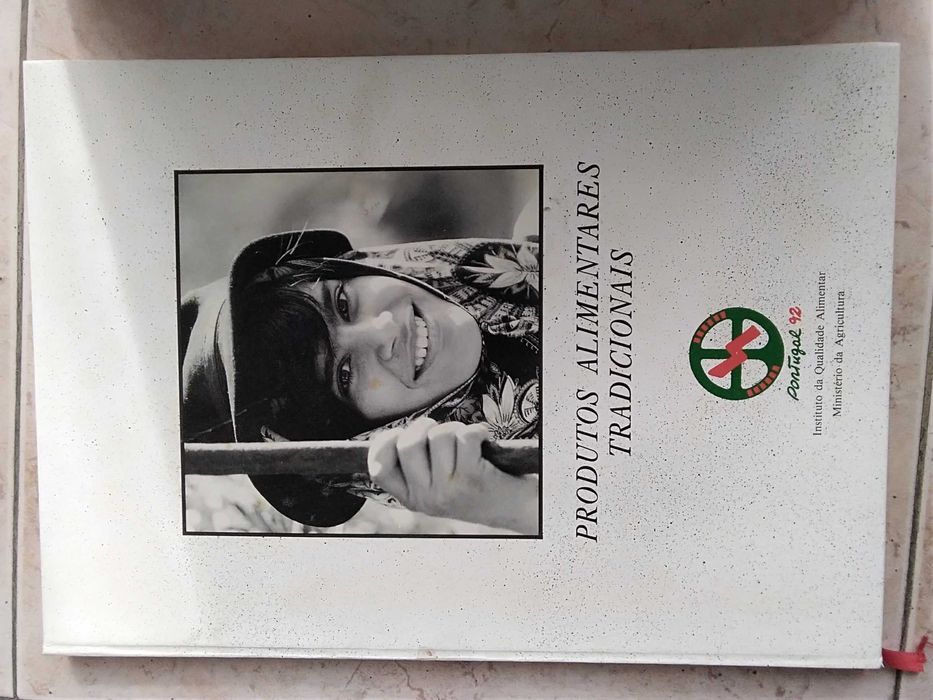 PRODUTOS ALIMENTARES
TRADICIONAIS
Portugal 92
Instituto da Qualidade Alimentar
Ministério da Agricultura